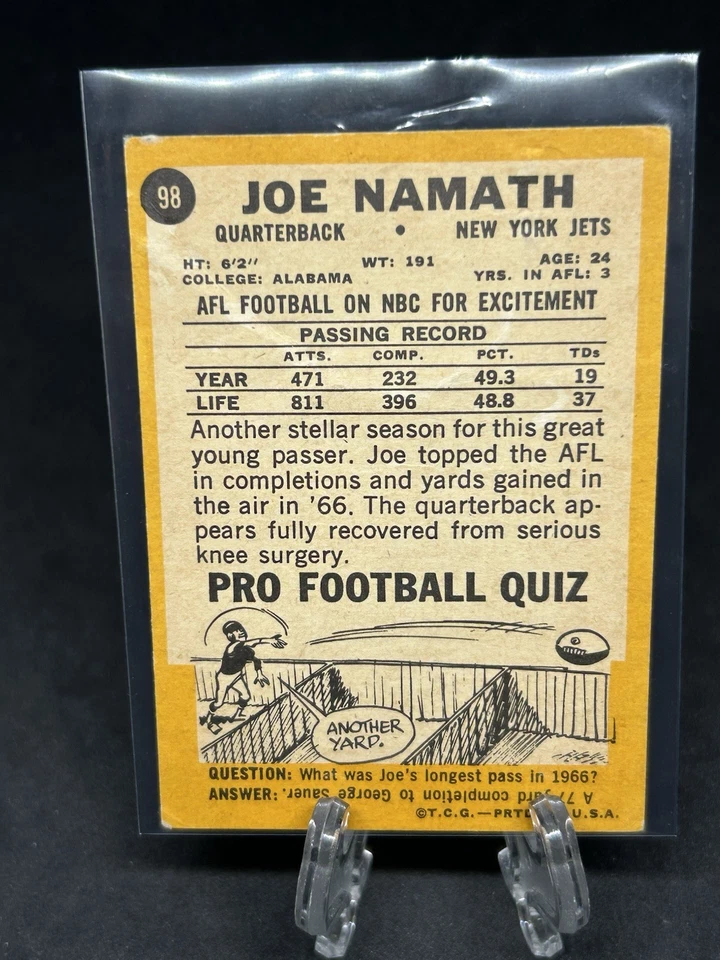 98
JOE NAMATH
QUARTERBACK • NEW YORK JETS
HT: 6'2" WT: 191 AGE: 24
COLLEGE: ALABAMA YRS. IN AFL: 3
AFL FOOTBALL ON NBC FOR EXCITEMENT
PASSING RECORD
ATTS. COMP. PCT. TDs
YEAR 471 232 49.3 19
LIFE 811 396 48.8 37
Another stellar season for this great
young passer. Joe topped the AFL
in completions and yards gained in
the air in '66. The quarterback ap-
pears fully recovered from serious
knee surgery.
PRO FOOTBALL QUIZ
ANOTHER
YARD.
QUESTION: What was Joe's longest pass in 1966?
ANSWER: A 77 yard completion to George Sauer.
©T.C.G.—PRTD. U.S.A.